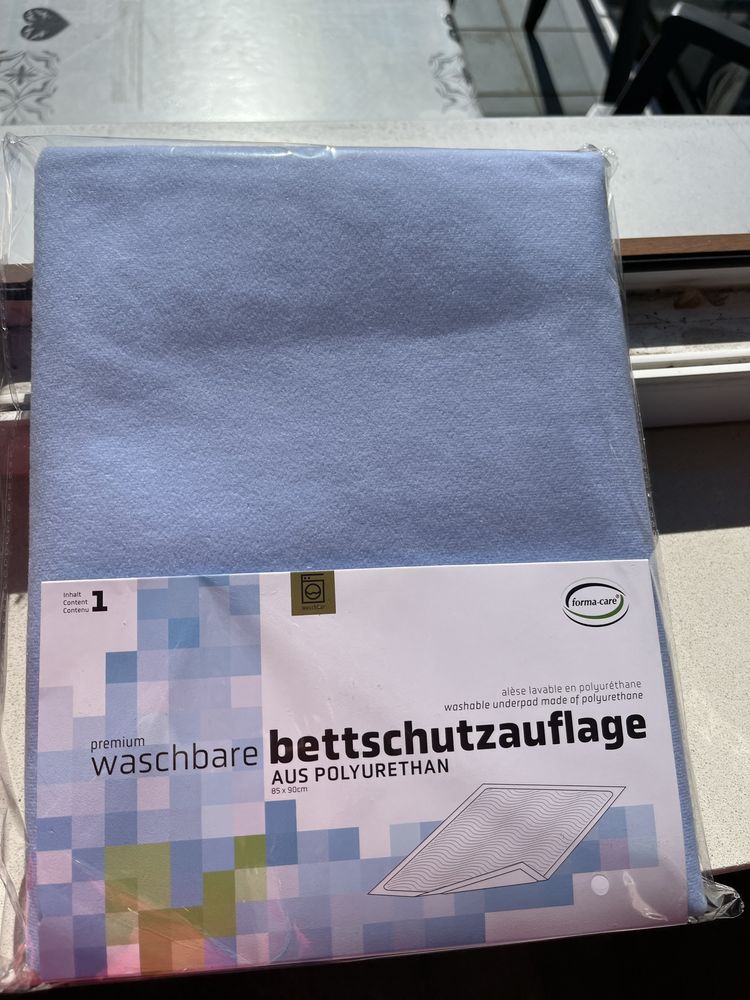 Inhalt
Content
Contenu
1
waschbar
forma-care®
alèse lavable en polyuréthane
washable underpad made of polyurethane
premium
waschbare bettschutzauflage
AUS POLYURETHAN
85 x 90cm